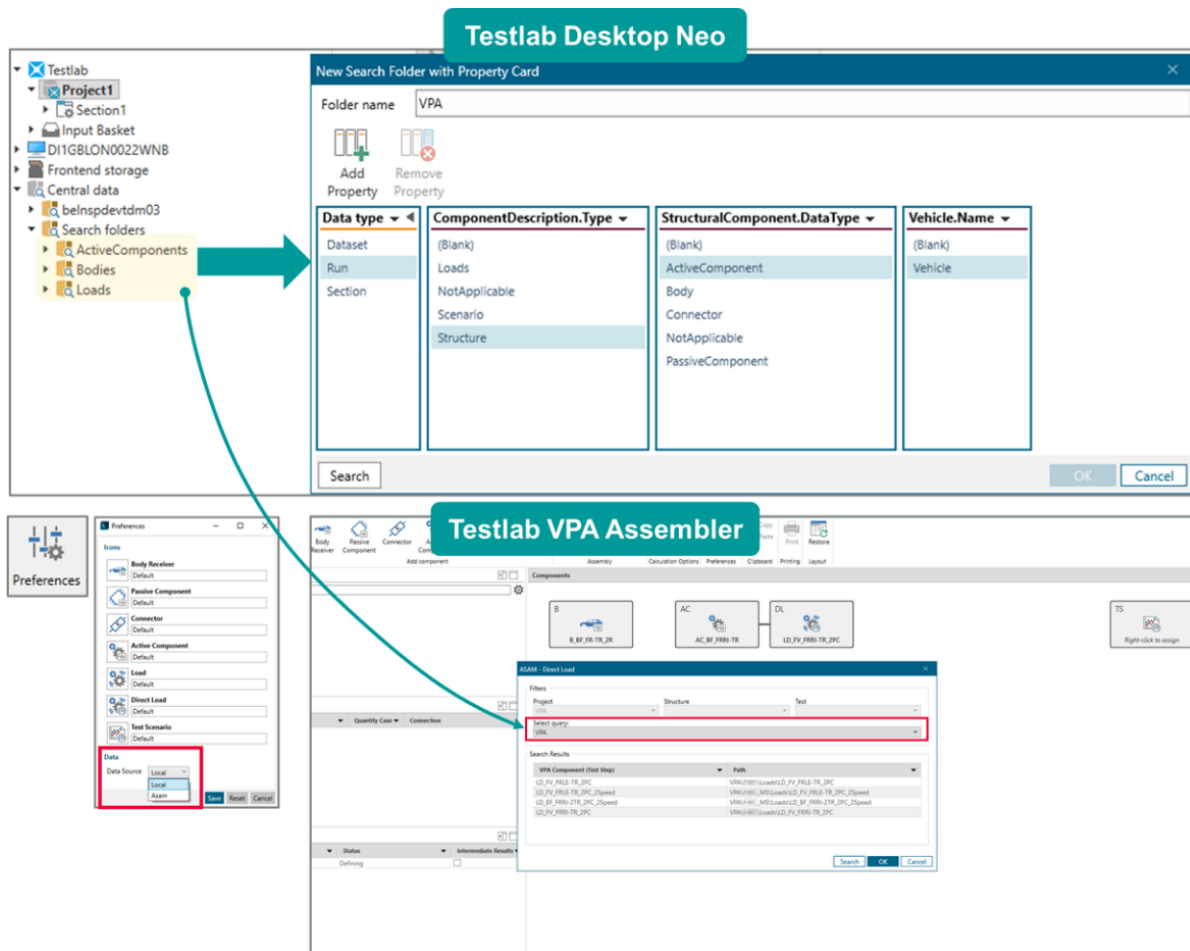 Testlab Desktop Neo
Testlab
Project1
Section1
Input Basket
DI1GBLON0022WNB
Frontend storage
Central data
belnspdevtdm03
Search folders
ActiveComponents
Bodies
Loads
New Search Folder with Property Card
Folder name VPA
Add Property
Remove Property
Data type
Dataset
Run
Section
ComponentDescription.Type
(Blank)
Loads
NotApplicable
Scenario
Structure
StructuralComponent.DataType
(Blank)
ActiveComponent
Body
Connector
NotApplicable
PassiveComponent
Vehicle.Name
(Blank)
Vehicle
Search
OK
Cancel
Preferences
Preferences
Icons
Body Receiver
Default
Passive Component
Default
Connector
Default
Active Component
Default
Load
Default
Direct Load
Default
Test Scenario
Default
Data
Data Source Local
Local
Asam
Save Reset Cancel
Testlab VPA Assembler
Body Receiver
Passive Component
Connector
Add component
Assembly
Calculation Options
Preferences
Clipboard
Print
Printing
Restore
Layout
Components
B
B_BF_FR-TR_2R
AC
AC_BF_FRRI-TR
DL
LD_FV_FRRI-TR_2PC
TS
Right-click to assign
Quantity Case
Connection
Status
Intermediate Results
Defining
ASAM - Direct Load
Filters
Project
VPA
Structure
Test
Select query:
VPA
Search Results
VPA Component (Test Step) Path
LD_FV_FRLE-TR_2PC
LD_FV_FRLE-TR_2PC_2Speed
LD_BF_FRRI-2TR_2PC_2Speed
LD_FV_FRRI-TR_2PC
Search OK Cancel